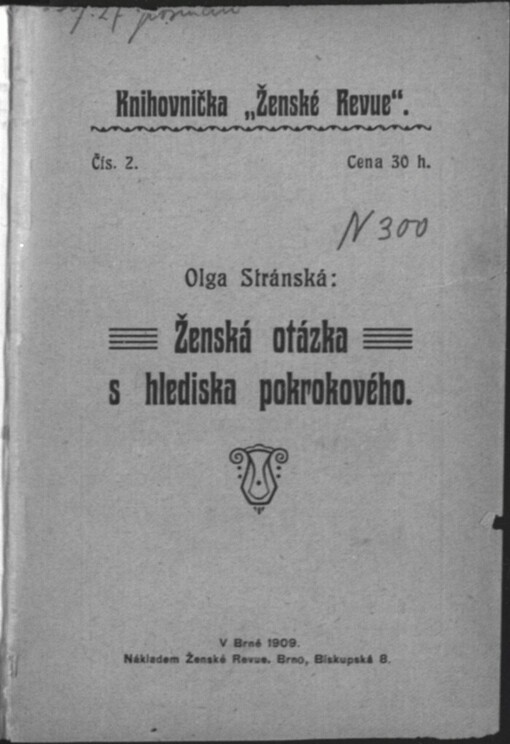 Knihovnička „Ženské Revue“.
Čís. 2.
Cena 30 h.
N 300
Olga Stránská:
Ženská otázka
s hlediska pokrokového.
V Brně 1909.
Nákladem Ženské Revue. Brno, Biskupská 8.